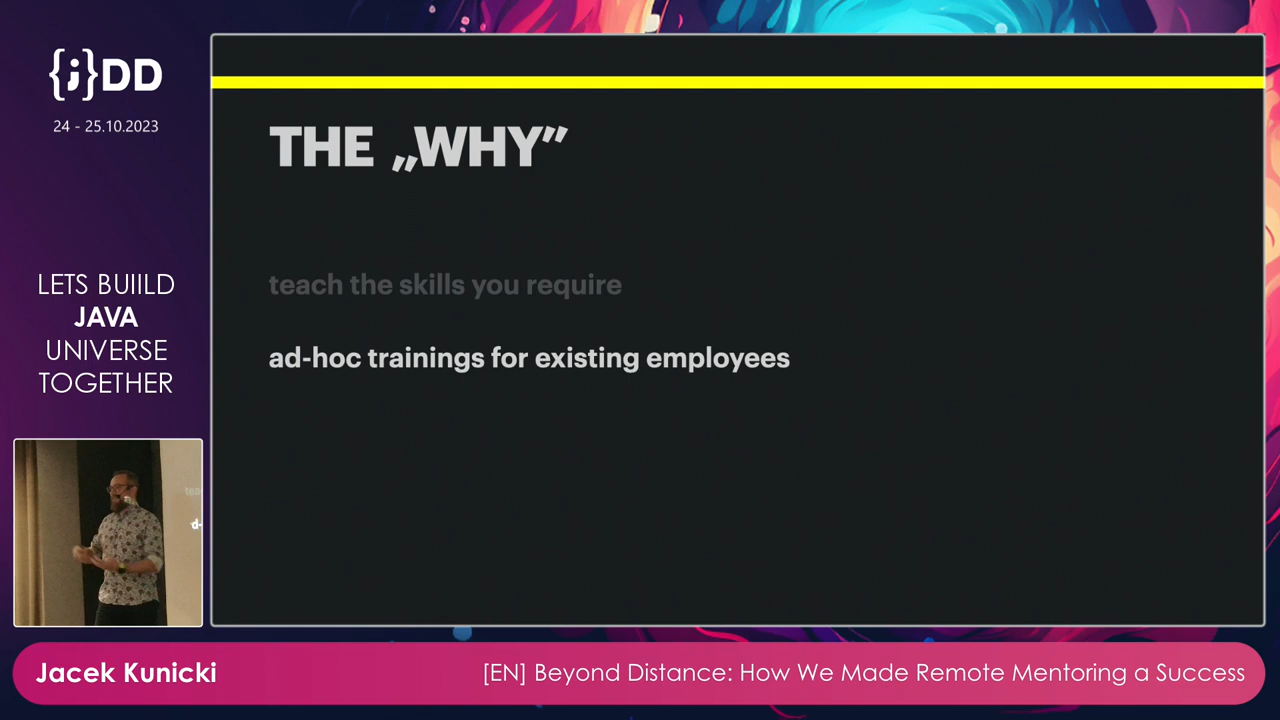 {j}DD
24 - 25.10.2023
LETS BUIILD
JAVA
UNIVERSE
TOGETHER
THE „WHY”
teach the skills you require
ad-hoc trainings for existing employees
tea
d-
Jacek Kunicki
[EN] Beyond Distance: How We Made Remote Mentoring a Success